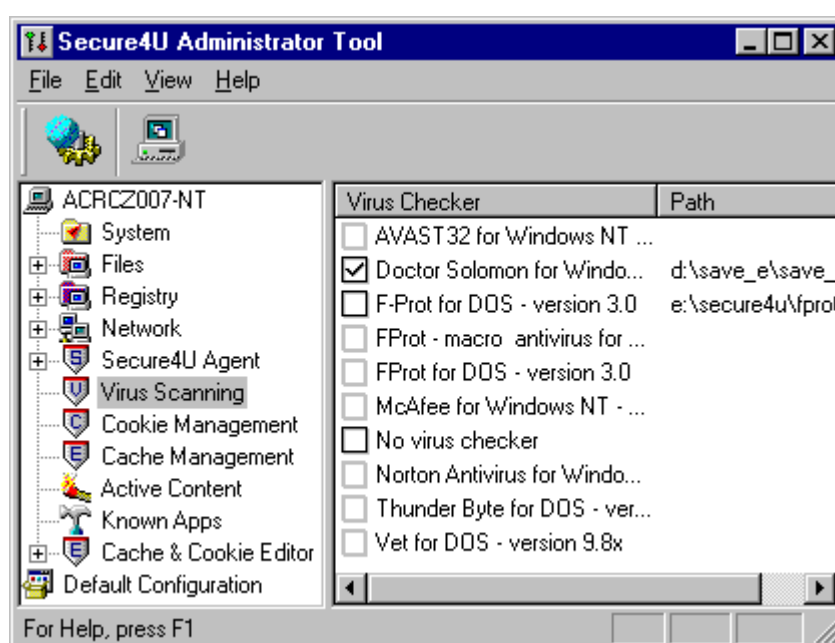 Secure4U Administrator Tool
File Edit View Help
ACRCZ007-NT
System
Files
Registry
Network
Secure4U Agent
Virus Scanning
Cookie Management
Cache Management
Active Content
Known Apps
Cache & Cookie Editor
Default Configuration
Virus Checker Path
AVAST32 for Windows NT ...
Doctor Solomon for Windo... d:\save_e\save_
F-Prot for DOS - version 3.0 e:\secure4u\fprot
FProt - macro antivirus for ...
FProt for DOS - version 3.0
McAfee for Windows NT - ...
No virus checker
Norton Antivirus for Windo...
Thunder Byte for DOS - ver...
Vet for DOS - version 9.8x
For Help, press F1